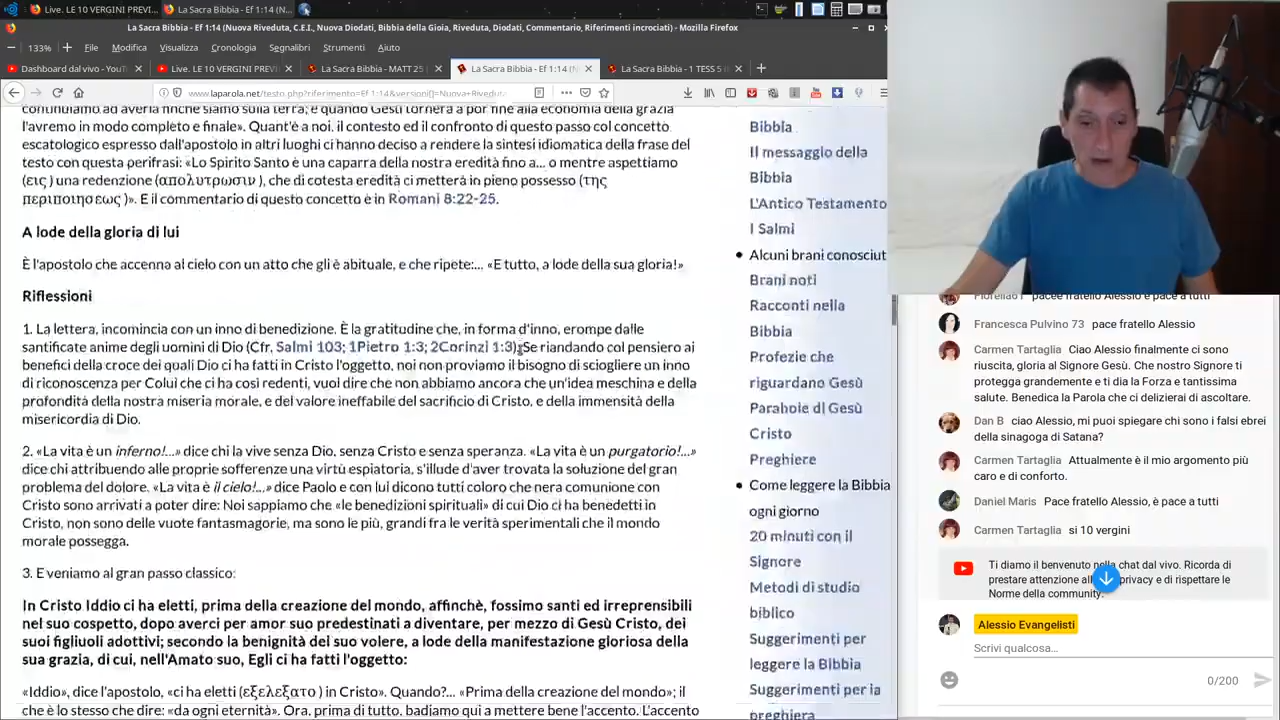 Live. LE 10 VERGINI PREVI...
La Sacra Bibbia - Ef 1:14 (N...
La Sacra Bibbia - Ef 1:14 (Nuova Riveduta, C.E.I., Nuova Diodati, Bibbia della Gioia, Riveduta, Diodati, Commentario, Riferimenti incrociati) - Mozilla Firefox
133% File Modifica Visualizza Cronologia Segnalibri Strumenti Aiuto
Dashboard dal vivo - YouT
Live. LE 10 VERGINI PREVI
La Sacra Bibbia - MATT 25 (
La Sacra Bibbia - Ef 1:14 (N
La Sacra Bibbia - 1 TESS 5 (
www.laparola.net/testo.php?riferimento=Ef 1:14&versioni[]=Nuova+Rivedut
continuiamo ad averla finché siamo sulla terra; e quando Gesù tornerà a por fine alla economia della grazia
l'avremo in modo completo e finale». Quant'è a noi, il contesto ed il confronto di questo passo col concetto
escatologico espresso dall'apostolo in altri luoghi ci hanno deciso a rendere la sintesi idiomatica della frase del
testo con questa perifrasi: «Lo Spirito Santo è una caparra della nostra eredità fino a... o mentre aspettiamo
(εις) una redenzione (απολυτρωσιν), che di cotesta eredità ci metterà in pieno possesso (της
περιποιησεως)». E il commentario di questo concetto è in Romani 8:22-25.
A lode della gloria di lui
È l'apostolo che accenna al cielo con un atto che gli è abituale, e che ripete:... «E tutto, a lode della sua gloria!»
Riflessioni
1. La lettera, incomincia con un inno di benedizione. È la gratitudine che, in forma d'inno, erompe dalle
santificate anime degli uomini di Dio (Cfr. Salmi 103; 1Pietro 1:3; 2Corinzi 1:3). Se riandando col pensiero ai
benefici della croce dei quali Dio ci ha fatti in Cristo l'oggetto, noi non proviamo il bisogno di sciogliere un inno
di riconoscenza per Colui che ci ha così redenti, vuol dire che non abbiamo ancora che un'idea meschina e della
profondità della nostra miseria morale, e del valore ineffabile del sacrificio di Cristo, e della immensità della
misericordia di Dio.
2. «La vita è un inferno!...» dice chi la vive senza Dio, senza Cristo e senza speranza. «La vita è un purgatorio!...»
dice chi attribuendo alle proprie sofferenze una virtù espiatoria, s'illude d'aver trovata la soluzione del gran
problema del dolore. «La vita è il cielo!...» dice Paolo e con lui dicono tutti coloro che nera comunione con
Cristo sono arrivati a poter dire: Noi sappiamo che «le benedizioni spirituali» di cui Dio ci ha benedetti in
Cristo, non sono delle vuote fantasmagorie, ma sono le più, grandi fra le verità sperimentali che il mondo
morale possegga.
3. E veniamo al gran passo classico:
In Cristo Iddio ci ha eletti, prima della creazione del mondo, affinchè, fossimo santi ed irreprensibili
nel suo cospetto, dopo averci per amor suo predestinati a diventare, per mezzo di Gesù Cristo, dei
suoi figliuoli adottivi; secondo la benignità del suo volere, a lode della manifestazione gloriosa della
sua grazia, di cui, nell'Amato suo, Egli ci ha fatti l'oggetto:
«Iddio», dice l'apostolo, «ci ha eletti (εξελεξατο) in Cristo». Quando?... «Prima della creazione del mondo»; il
che è lo stesso che dire: «da ogni eternità». Ora, prima di tutto, badiamo qui a mettere bene l'accento. L'accento
Bibbia
Il messaggio della
Bibbia
L'Antico Testamento
I Salmi
Alcuni brani conosciut
Brani noti
Racconti nella
Bibbia
Profezie che
riguardano Gesù
Parabole di Gesù
Cristo
Preghiere
Come leggere la Bibbia
ogni giorno
20 minuti con il
Signore
Metodi di studio
biblico
Suggerimenti per
leggere la Bibbia
Suggerimenti per la
preghiera
Fiorella61 pacee fratello Alessio e pace a tutti
Francesca Pulvino 73 pace fratello Alessio
Carmen Tartaglia Ciao Alessio finalmente ci sono
riuscita, gloria al Signore Gesù. Che nostro Signore ti
protegga grandemente e ti dia la Forza e tantissima
salute. Benedica la Parola che ci delizierai di ascoltare.
Dan B ciao Alessio, mi puoi spiegare chi sono i falsi ebrei
della sinagoga di Satana?
Carmen Tartaglia Attualmente è il mio argomento più
caro e di conforto.
Daniel Maris Pace fratello Alessio, è pace a tutti
Carmen Tartaglia si 10 vergini
Ti diamo il benvenuto nella chat dal vivo. Ricorda di
prestare attenzione alla privacy e di rispettare le
Norme della community.
Alessio Evangelisti
Scrivi qualcosa...
0/200